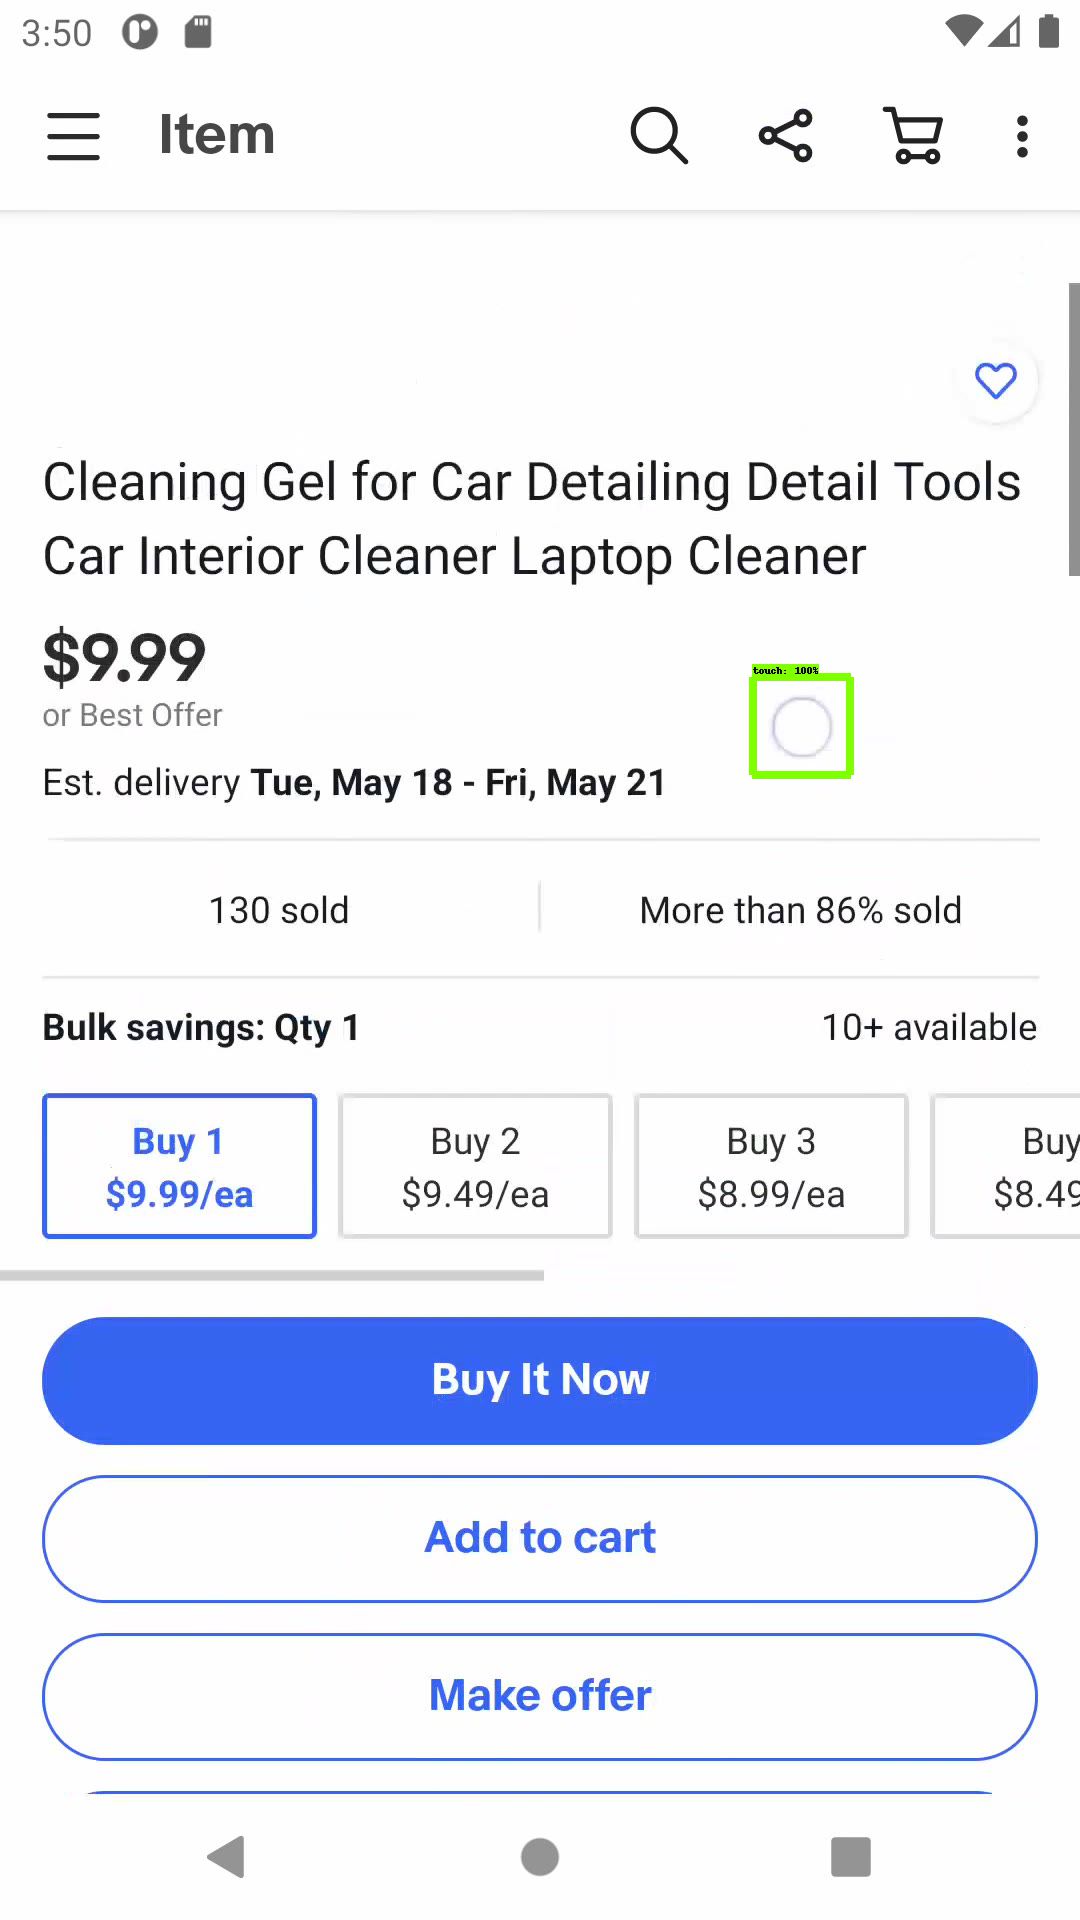 3:50
Item
Cleaning Gel for Car Detailing Detail Tools
Car Interior Cleaner Laptop Cleaner
$9.99
touch: 100%
or Best Offer
Est. delivery Tue, May 18 - Fri, May 21
130 sold
More than 86% sold
Bulk savings: Qty 1
10+ available
Buy 1
$9.99/ea
Buy 2
$9.49/ea
Buy 3
$8.99/ea
Buy
$8.49
Buy It Now
Add to cart
Make offer